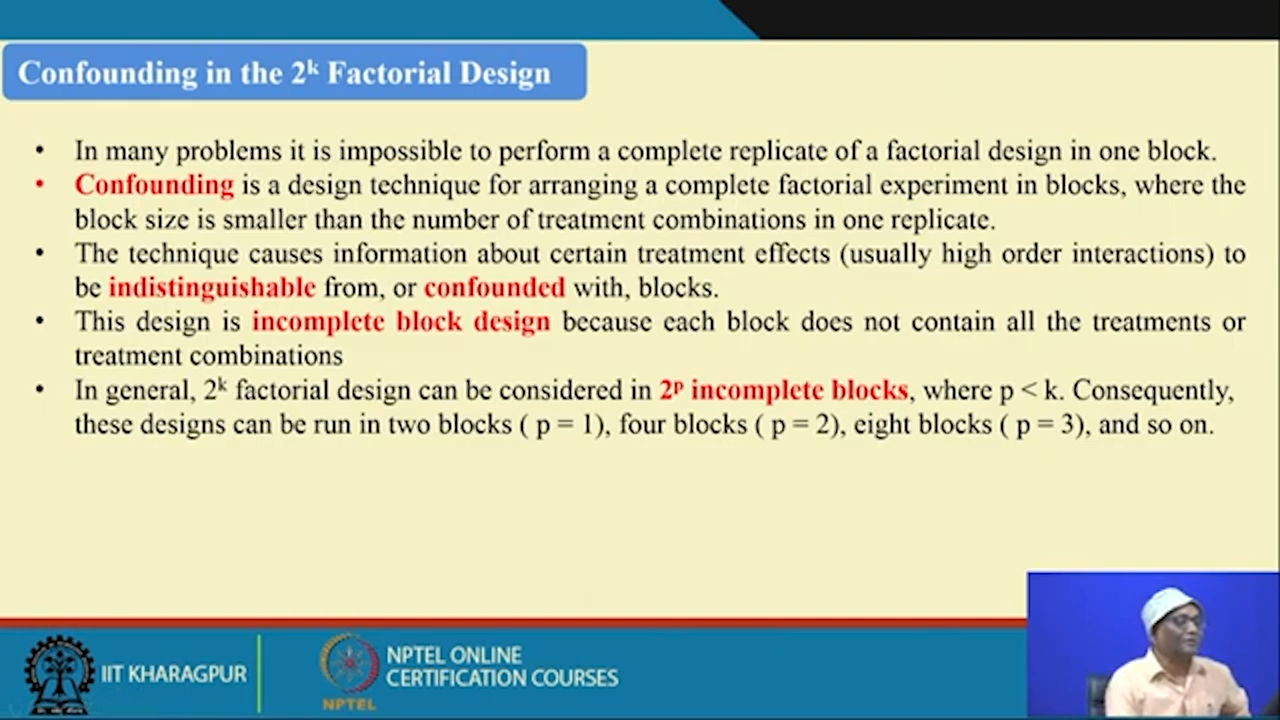 Confounding in the 2ᵏ Factorial Design
• In many problems it is impossible to perform a complete replicate of a factorial design in one block.
• Confounding is a design technique for arranging a complete factorial experiment in blocks, where the
block size is smaller than the number of treatment combinations in one replicate.
• The technique causes information about certain treatment effects (usually high order interactions) to
be indistinguishable from, or confounded with, blocks.
• This design is incomplete block design because each block does not contain all the treatments or
treatment combinations
• In general, 2ᵏ factorial design can be considered in 2ᵖ incomplete blocks, where p < k. Consequently,
these designs can be run in two blocks ( p = 1), four blocks ( p = 2), eight blocks ( p = 3), and so on.
IIT KHARAGPUR
NPTEL
NPTEL ONLINE
CERTIFICATION COURSES